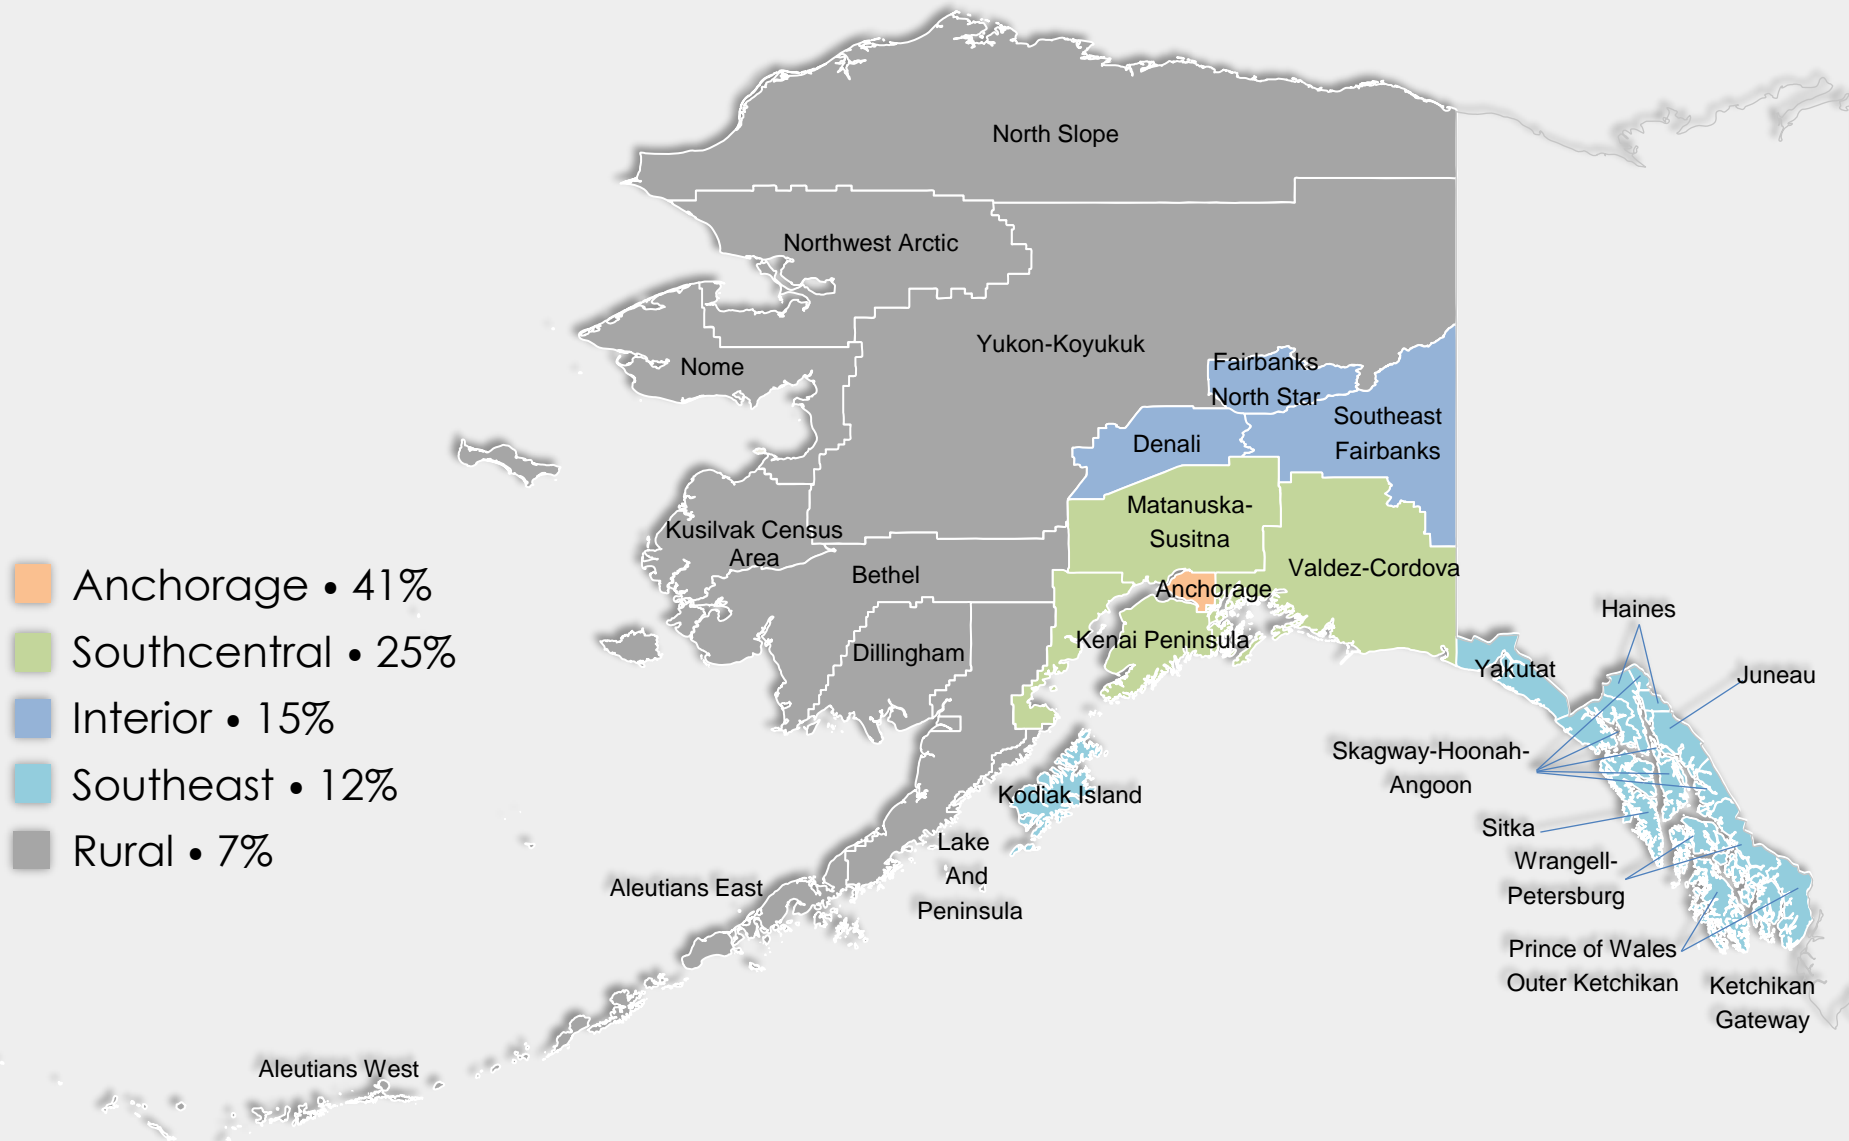 North Slope
Northwest Arctic
Yukon-Koyukuk
Nome
Fairbanks
North Star
Southeast
Fairbanks
Denali
Matanuska-
Susitna
Kusilvak Census
Area
Bethel
Valdez-Cordova
Anchorage
Kenai Peninsula
Dillingham
Anchorage • 41%
Southcentral • 25%
Interior • 15%
Southeast • 12%
Rural • 7%
Haines
Yakutat
Juneau
Skagway-Hoonah-
Angoon
Kodiak Island
Sitka
Lake
And
Peninsula
Wrangell-
Petersburg
Aleutians East
Prince of Wales
Outer Ketchikan
Ketchikan
Gateway
Aleutians West